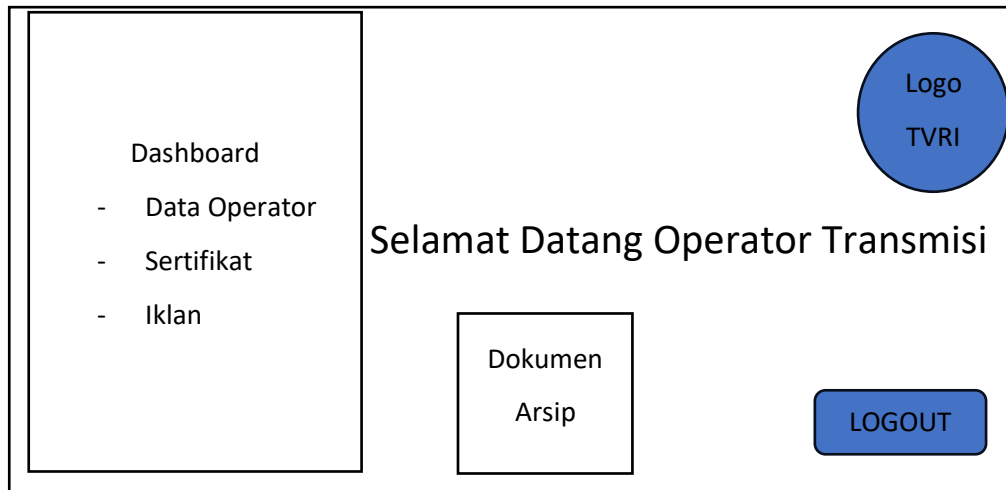 Dashboard
- Data Operator
- Sertifikat
- Iklan
Logo
TVRI
Selamat Datang Operator Transmisi
Dokumen
Arsip
LOGOUT